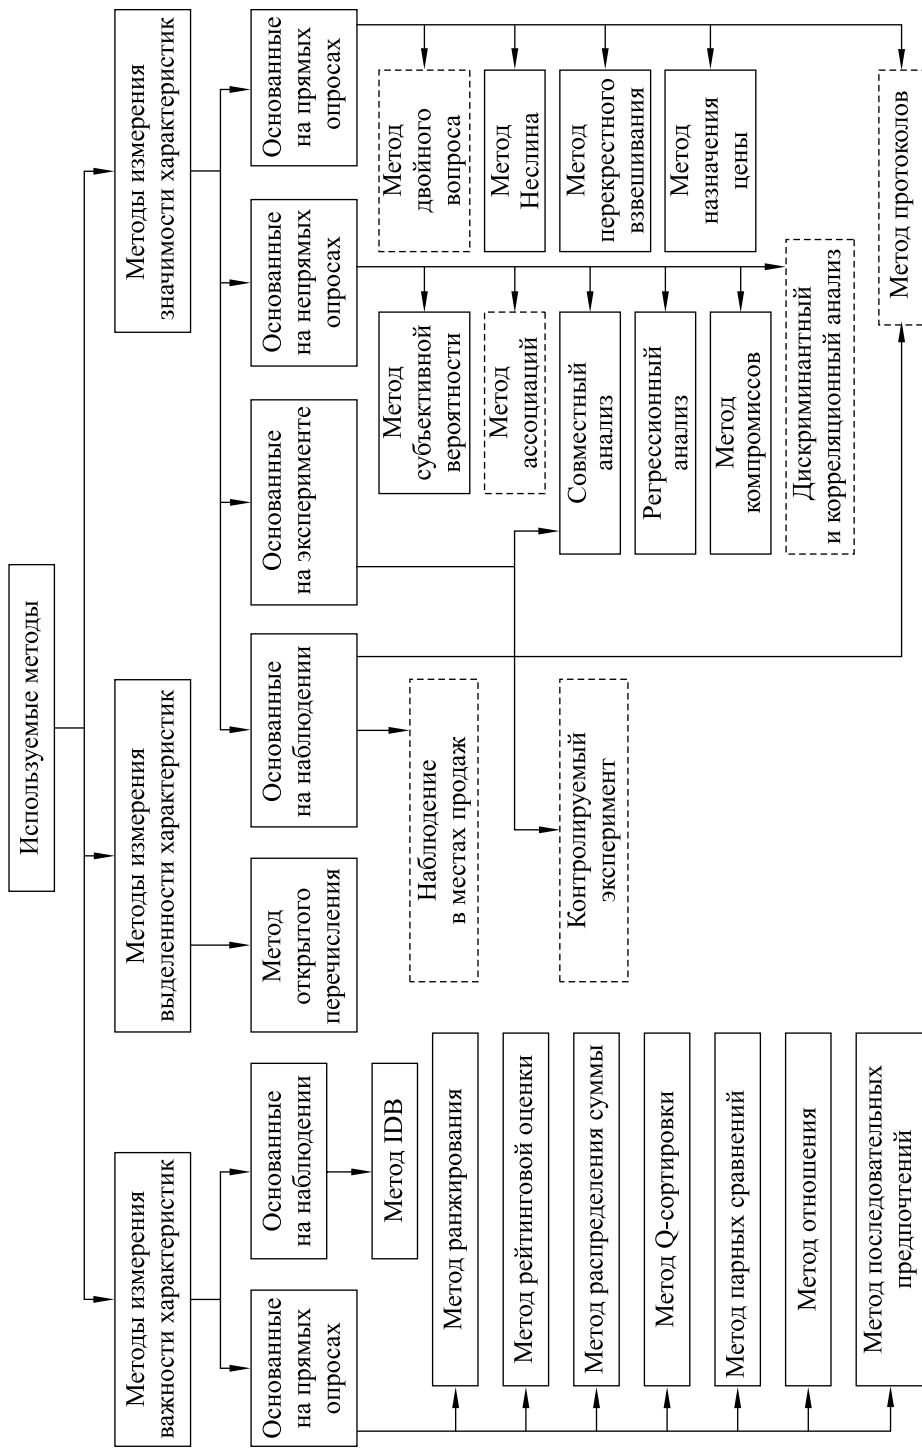 Используемые методы
Методы измерения
важности характеристик
Методы измерения
выделенности характеристик
Методы измерения
значимости характеристик
Основанные
на прямых
опросах
Основанные
на наблюдении
Метод
открытого
перечисления
Основанные
на наблюдении
Основанные
на эксперименте
Основанные
на непрямых
опросах
Основанные
на прямых
опросах
Метод IDB
Метод ранжирования
Метод рейтинговой оценки
Метод распределения суммы
Метод Q-сортировки
Метод парных сравнений
Метод отношения
Метод последовательных
предпочтений
Наблюдение
в местах продаж
Контролируемый
эксперимент
Метод
субъективной
вероятности
Метод
ассоциаций
Совместный
анализ
Регрессионный
анализ
Метод
компромиссов
Дискриминантный
и корреляционный анализ
Метод
двойного
вопроса
Метод
Неслина
Метод
перекрестного
взвешивания
Метод
назначения
цены
Метод протоколов